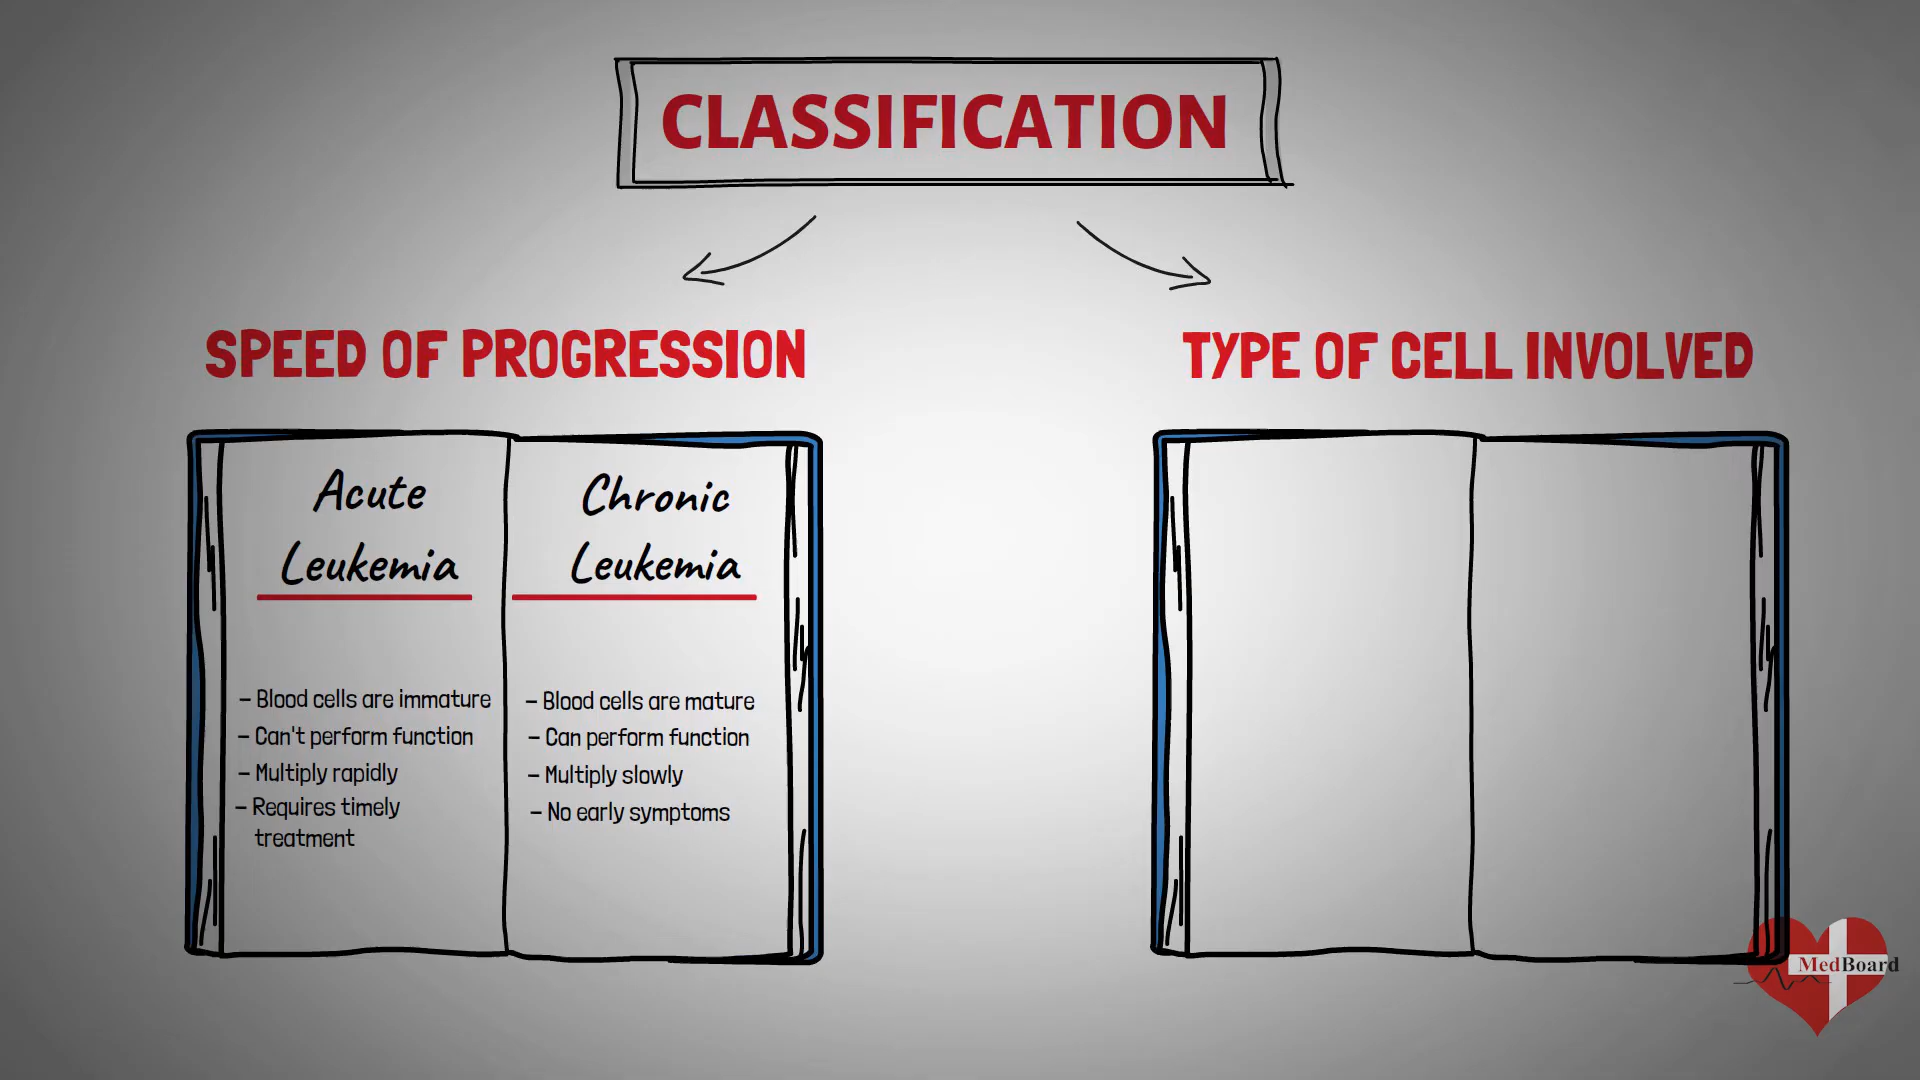 CLASSIFICATION
SPEED OF PROGRESSION
TYPE OF CELL INVOLVED
Acute
Leukemia
– Blood cells are immature
– Can't perform function
– Multiply rapidly
– Requires timely
treatment
Chronic
Leukemia
– Blood cells are mature
– Can perform function
– Multiply slowly
– No early symptoms
MedBoard